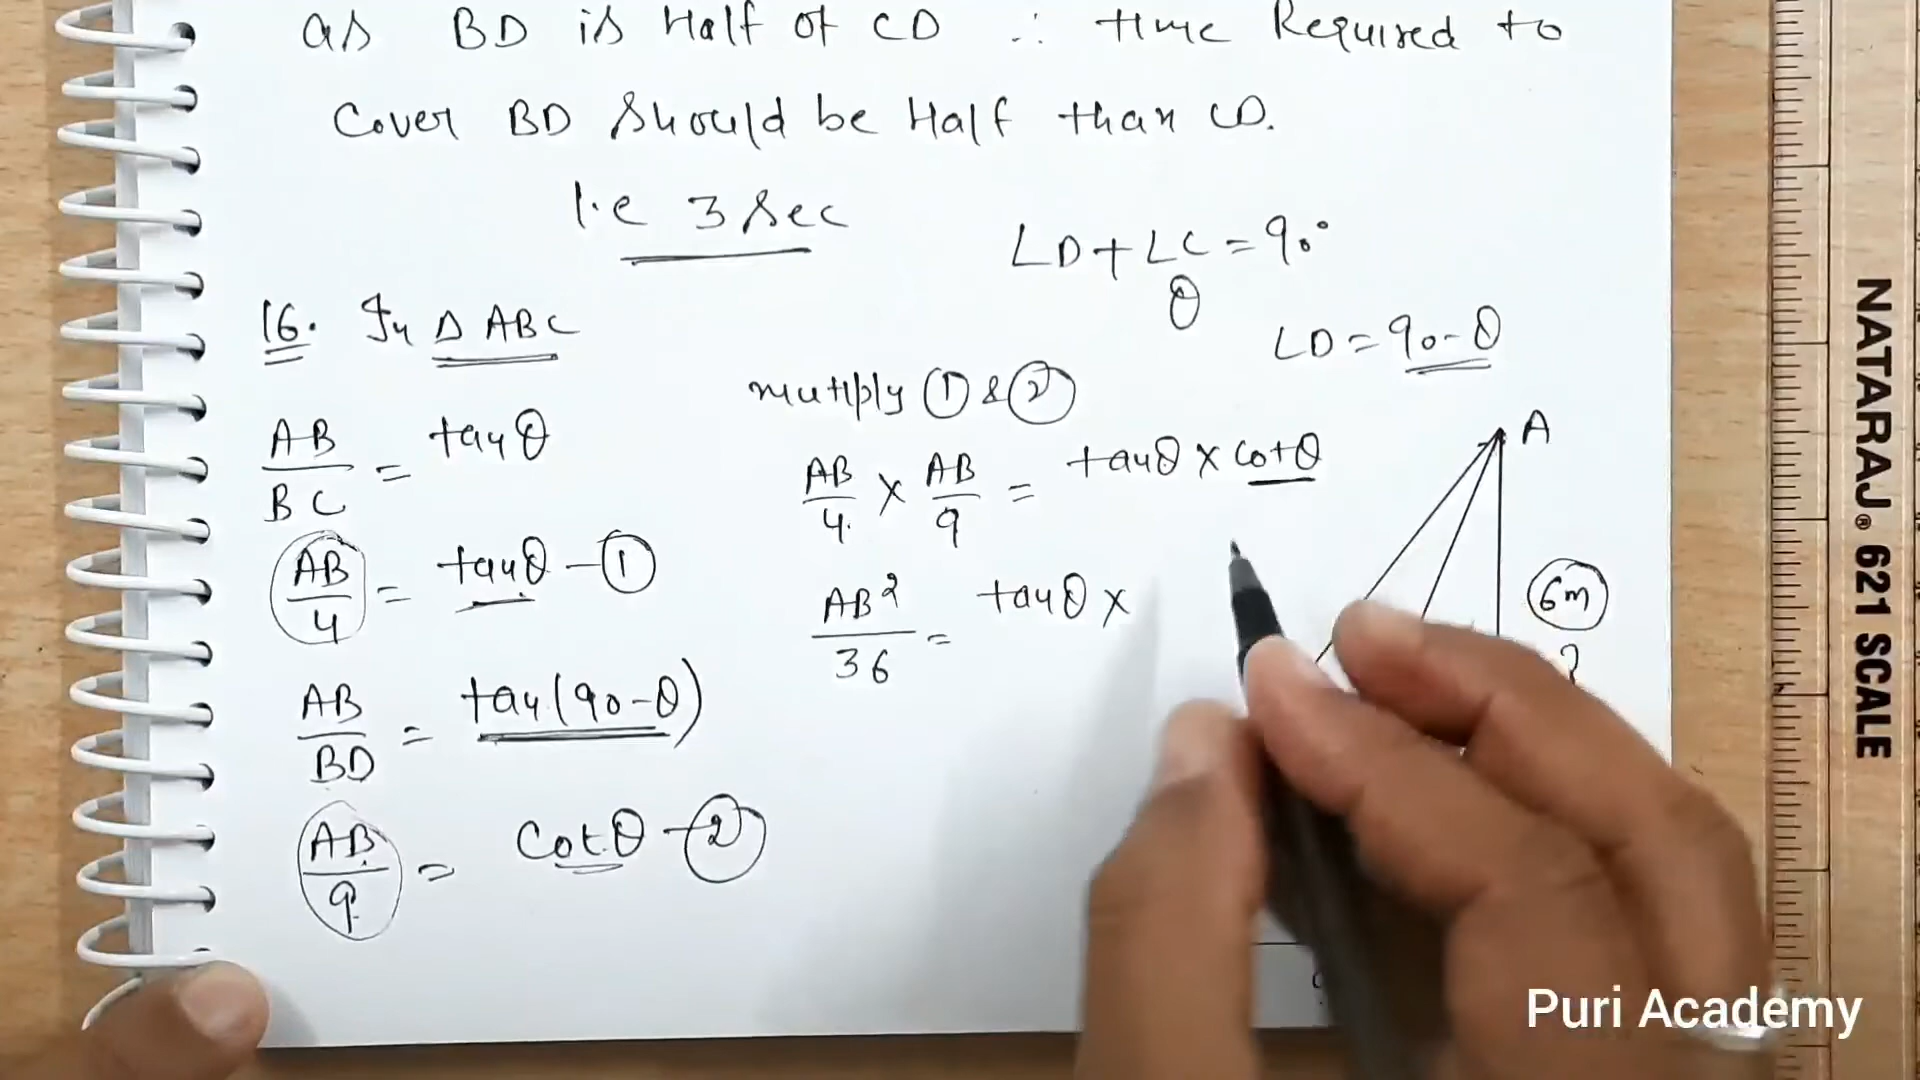 as BD is Half of CD ∴ time Required to
Cover BD should be Half than CD.
i.e 3 sec
∠D + ∠C = 90°
θ
∠D = 90-θ
16. In Δ ABC
AB/BC = tanθ
AB/4 = tanθ - ①
AB/BD = tan(90-θ)
AB/9 = Cotθ - ②
mutiply ① & ②
AB/4 × AB/9 = tanθ × cotθ
AB²/36 = tanθ ×
A
6m
?
NATARAJ® 621 SCALE
Puri Academy